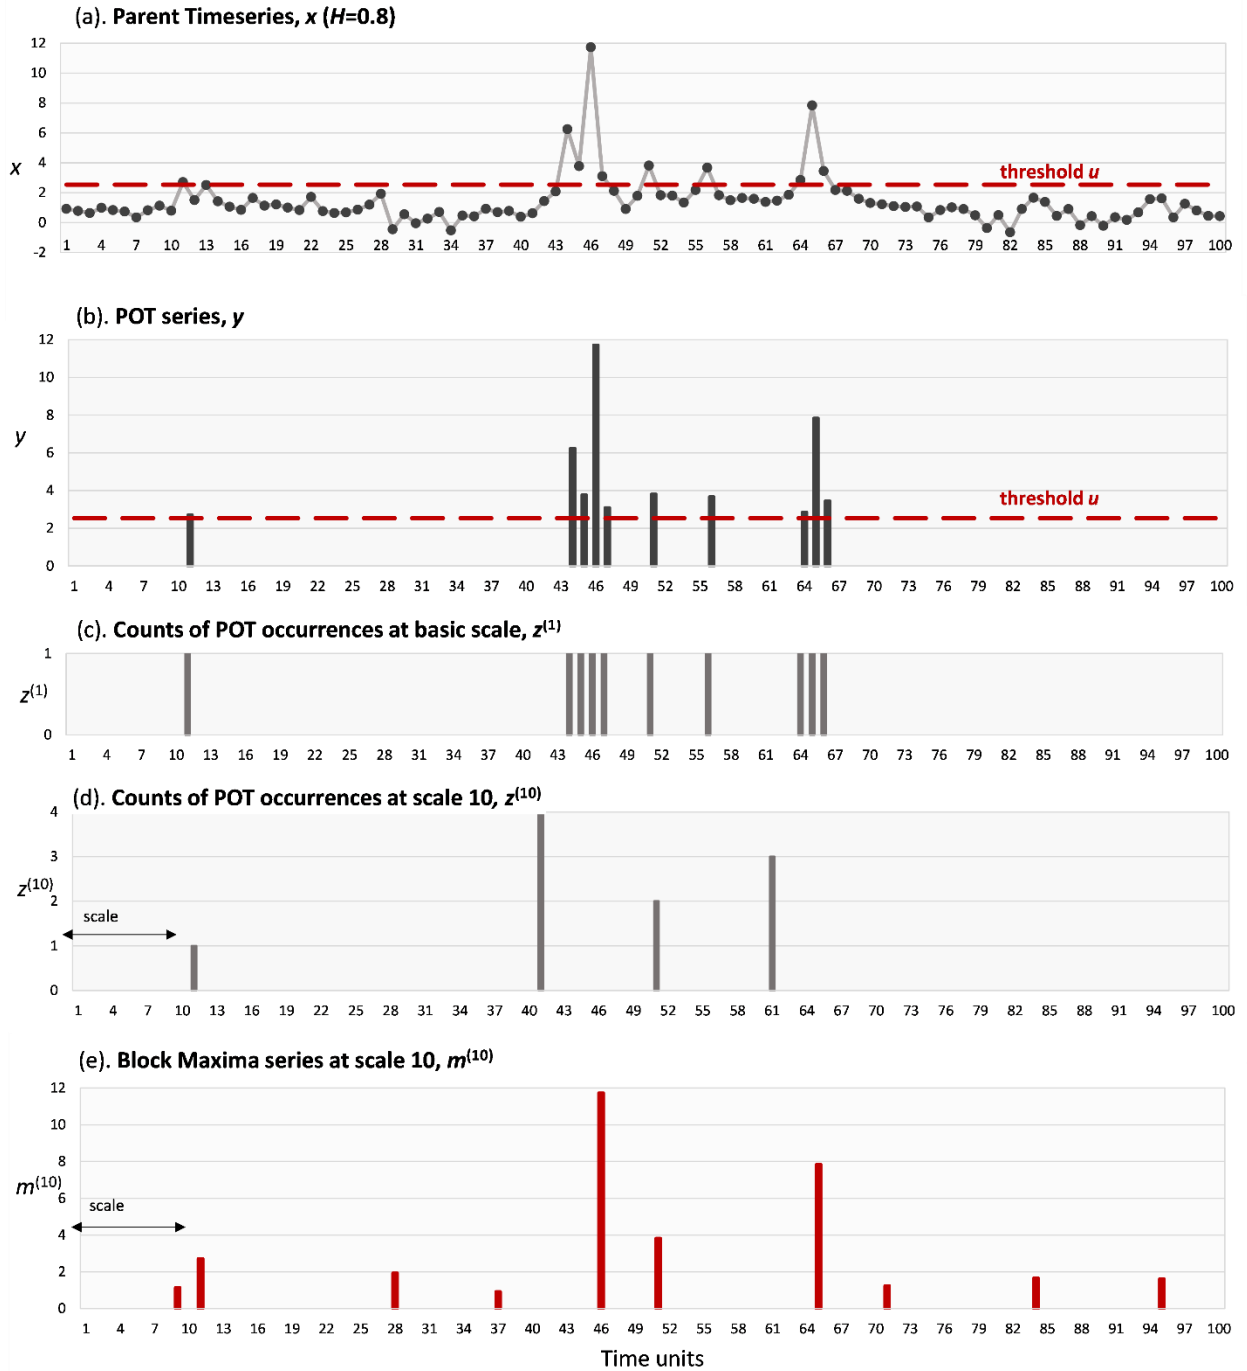 (a). Parent Timeseries, x (H=0.8)
12
10
8
6
4
2
0
-2
x
threshold u
1 4 7 10 13 16 19 22 25 28 31 34 37 40 43 46 49 52 55 58 61 64 67 70 73 76 79 82 85 88 91 94 97 100
(b). POT series, y
12
10
8
6
4
2
0
y
threshold u
1 4 7 10 13 16 19 22 25 28 31 34 37 40 43 46 49 52 55 58 61 64 67 70 73 76 79 82 85 88 91 94 97 100
(c). Counts of POT occurrences at basic scale, z(1)
1
0
z(1)
1 4 7 10 13 16 19 22 25 28 31 34 37 40 43 46 49 52 55 58 61 64 67 70 73 76 79 82 85 88 91 94 97 100
(d). Counts of POT occurrences at scale 10, z(10)
4
3
2
1
0
z(10)
scale
1 4 7 10 13 16 19 22 25 28 31 34 37 40 43 46 49 52 55 58 61 64 67 70 73 76 79 82 85 88 91 94 97 100
(e). Block Maxima series at scale 10, m(10)
12
10
8
6
4
2
0
m(10)
scale
1 4 7 10 13 16 19 22 25 28 31 34 37 40 43 46 49 52 55 58 61 64 67 70 73 76 79 82 85 88 91 94 97 100
Time units